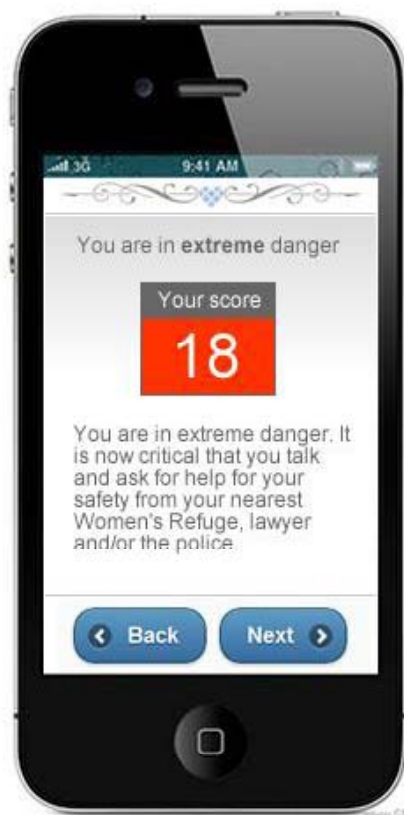 3G 9:41 AM
You are in extreme danger
Your score
18
You are in extreme danger. It
is now critical that you talk
and ask for help for your
safety from your nearest
Women's Refuge, lawyer
and/or the police
Back Next